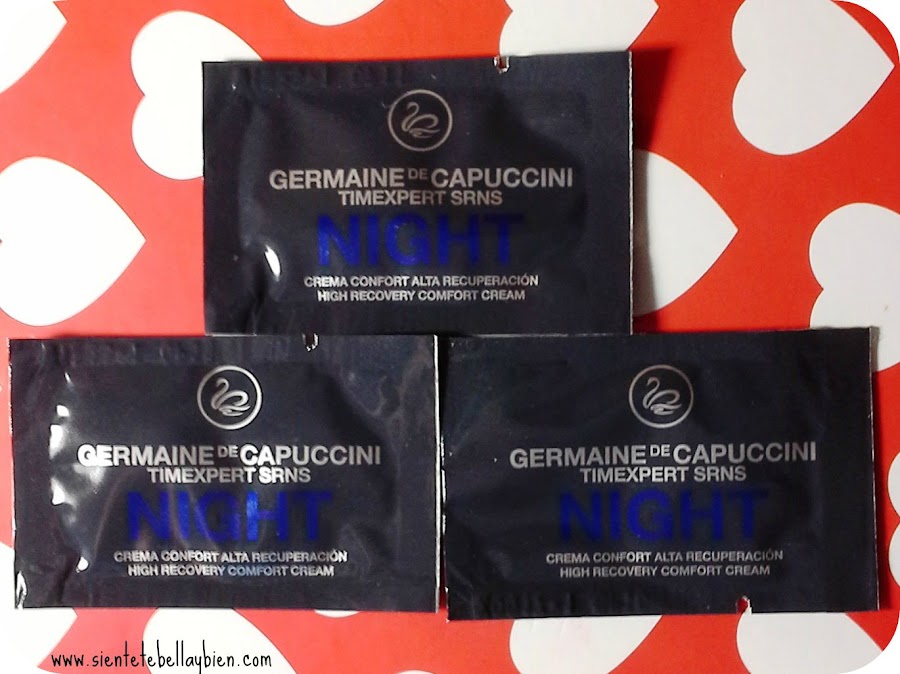 GERMAINE DE CAPUCCINI
TIMEXPERT SRNS
NIGHT
CREMA CONFORT ALTA RECUPERACIÓN
HIGH RECOVERY COMFORT CREAM
GERMAINE DE CAPUCCINI
TIMEXPERT SRNS
NIGHT
CREMA CONFORT ALTA RECUPERACIÓN
HIGH RECOVERY COMFORT CREAM
GERMAINE DE CAPUCCINI
TIMEXPERT SRNS
NIGHT
CREMA CONFORT ALTA RECUPERACIÓN
HIGH RECOVERY COMFORT CREAM
www.sientetebellaybien.com